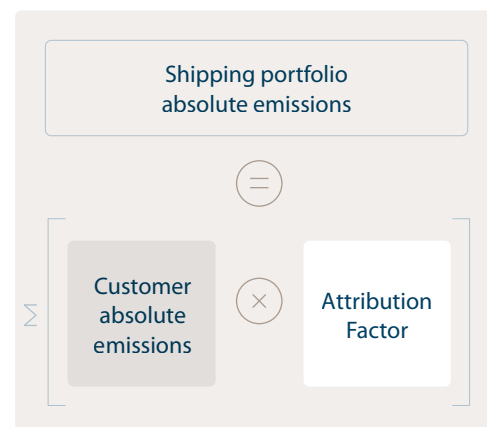 Shipping portfolio
absolute emissions
=
Σ
Customer
absolute
emissions
×
Attribution
Factor